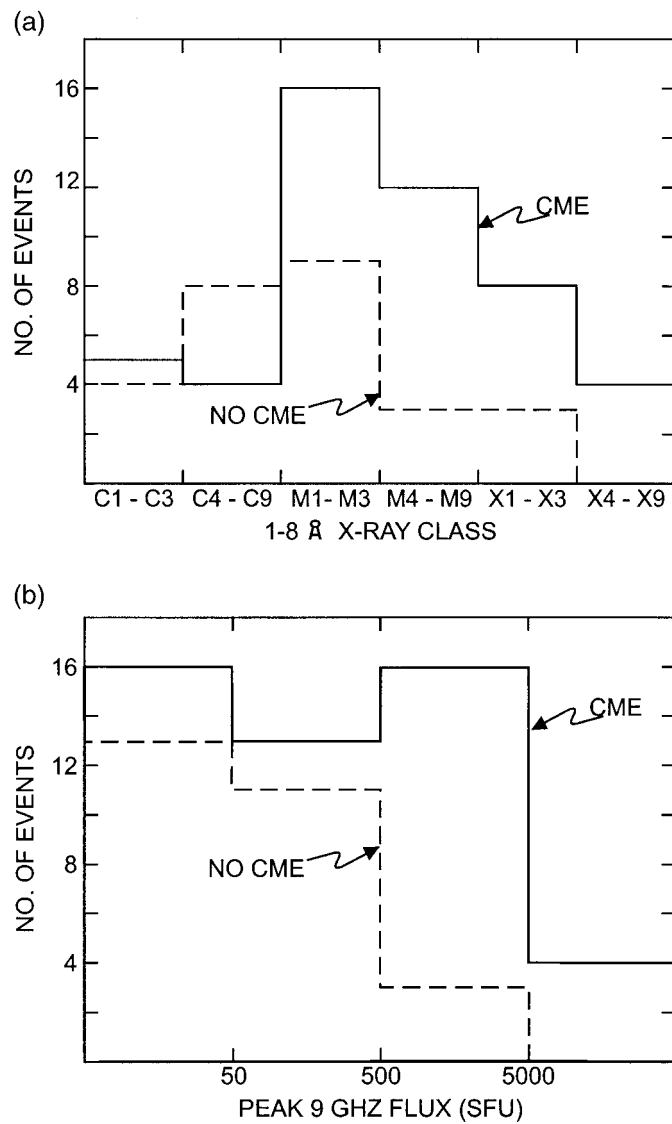 (a)
NO. OF EVENTS
16
12
8
4
CME
NO CME
C1 - C3 C4 - C9 M1- M3 M4 - M9 X1 - X3 X4 - X9
1-8 Å X-RAY CLASS
(b)
NO. OF EVENTS
16
12
8
4
CME
NO CME
50 500 5000
PEAK 9 GHZ FLUX (SFU)